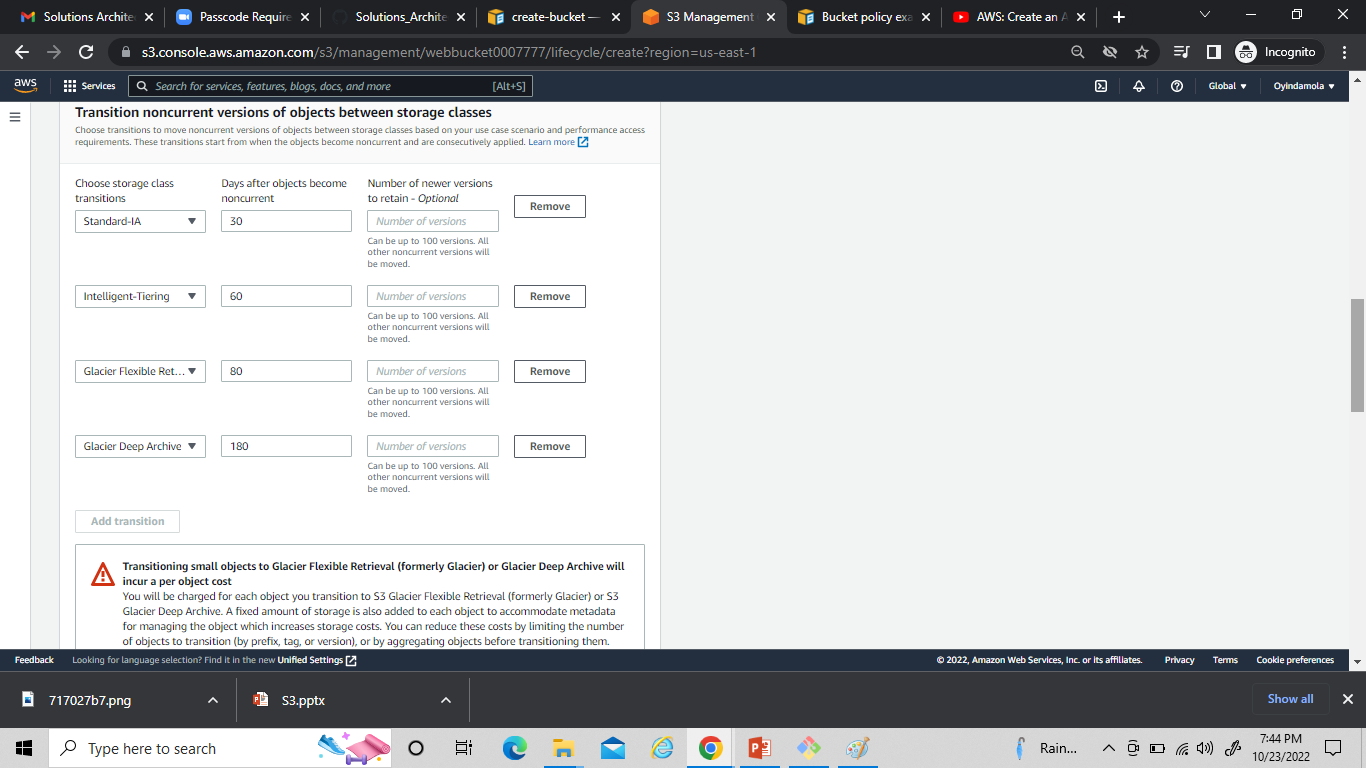 Solutions Archite
Passcode Require
Solutions_Archite
create-bucket —
S3 Management
Bucket policy exa
AWS: Create an A
s3.console.aws.amazon.com/s3/management/webbucket0007777/lifecycle/create?region=us-east-1
Incognito
aws
Services
Search for services, features, blogs, docs, and more
[Alt+S]
Global
Oyindamola
Transition noncurrent versions of objects between storage classes
Choose transitions to move noncurrent versions of objects between storage classes based on your use case scenario and performance access
requirements. These transitions start from when the objects become noncurrent and are consecutively applied. Learn more
Choose storage class
transitions
Days after objects become
noncurrent
Number of newer versions
to retain - Optional
Remove
Standard-IA
30
Number of versions
Can be up to 100 versions. All
other noncurrent versions will
be moved.
Intelligent-Tiering
60
Number of versions
Remove
Can be up to 100 versions. All
other noncurrent versions will
be moved.
Glacier Flexible Ret...
80
Number of versions
Remove
Can be up to 100 versions. All
other noncurrent versions will
be moved.
Glacier Deep Archive
180
Number of versions
Remove
Can be up to 100 versions. All
other noncurrent versions will
be moved.
Add transition
Transitioning small objects to Glacier Flexible Retrieval (formerly Glacier) or Glacier Deep Archive will
incur a per object cost
You will be charged for each object you transition to S3 Glacier Flexible Retrieval (formerly Glacier) or S3
Glacier Deep Archive. A fixed amount of storage is also added to each object to accommodate metadata
for managing the object which increases storage costs. You can reduce these costs by limiting the number
of objects to transition (by prefix, tag, or version), or by aggregating objects before transitioning them.
Feedback
Looking for language selection? Find it in the new Unified Settings
© 2022, Amazon Web Services, Inc. or its affiliates.
Privacy
Terms
Cookie preferences
717027b7.png
S3.pptx
Show all
Type here to search
Rain...
7:44 PM
10/23/2022